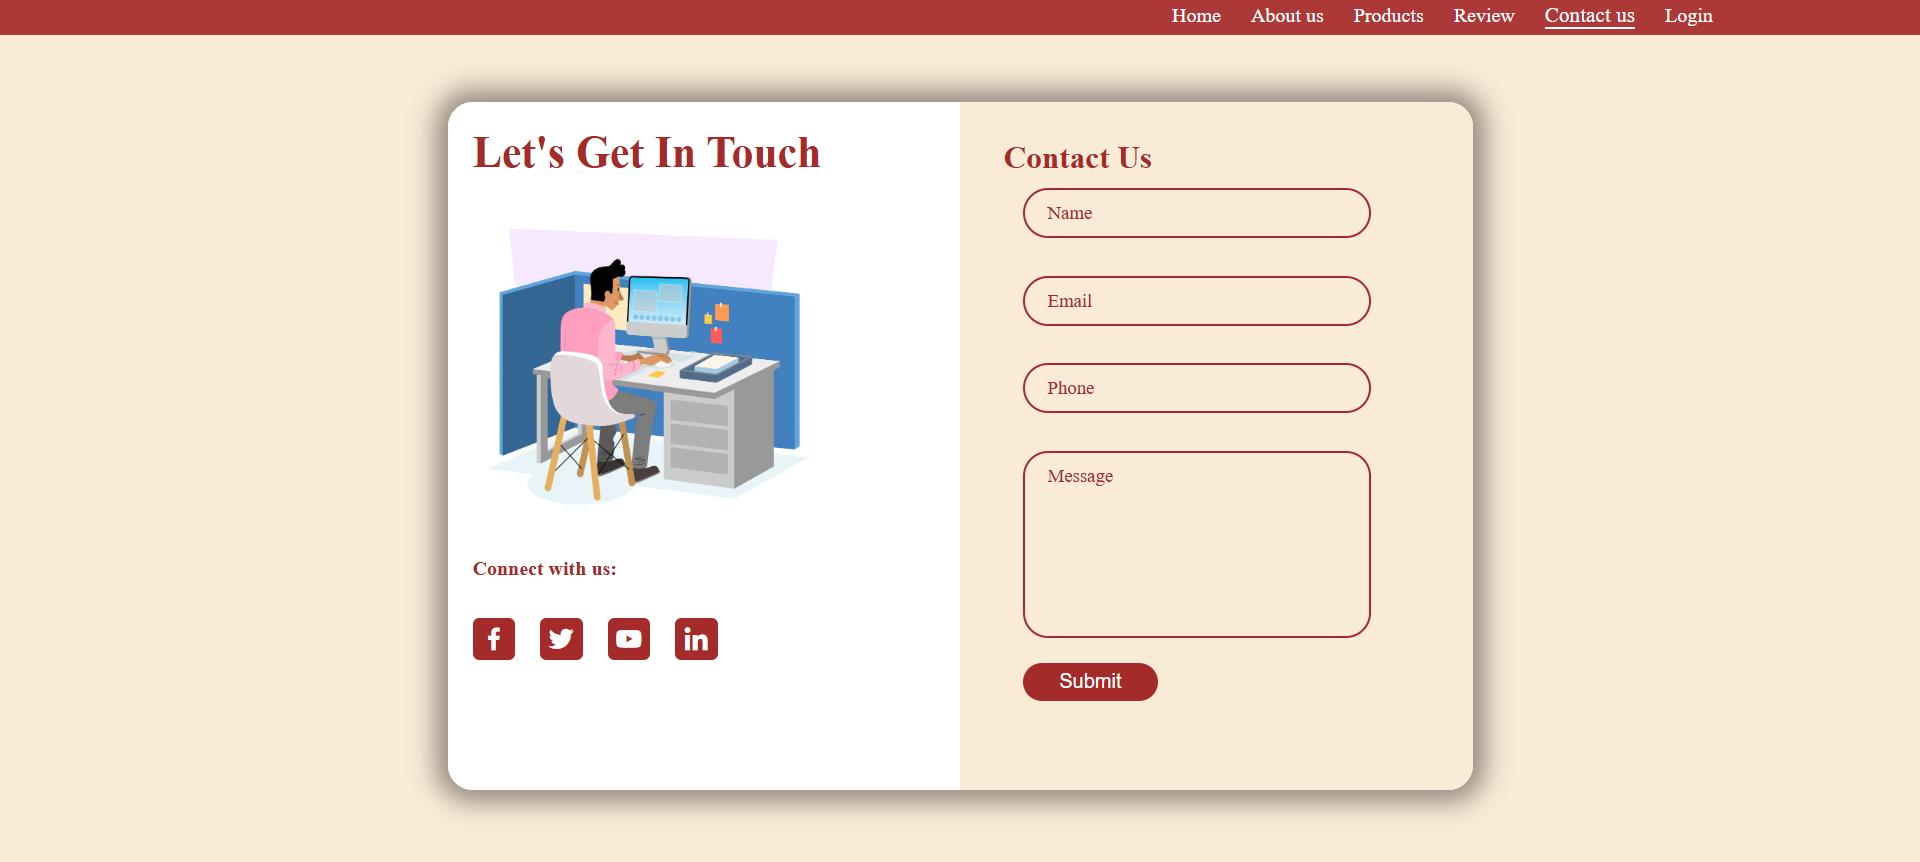 Home About us Products Review Contact us Login
Let's Get In Touch
Connect with us:
Contact Us
Name
Email
Phone
Message
Submit